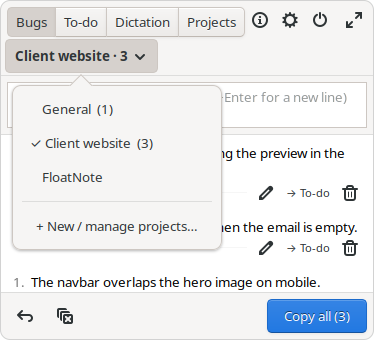 Bugs To-do Dictation Projects
Client website · 3
-Enter for a new line)
General (1)
✓ Client website (3)
FloatNote
+ New / manage projects...
the preview in the
→ To-do
when the email is empty.
→ To-do
1. The navbar overlaps the hero image on mobile.
Copy all (3)